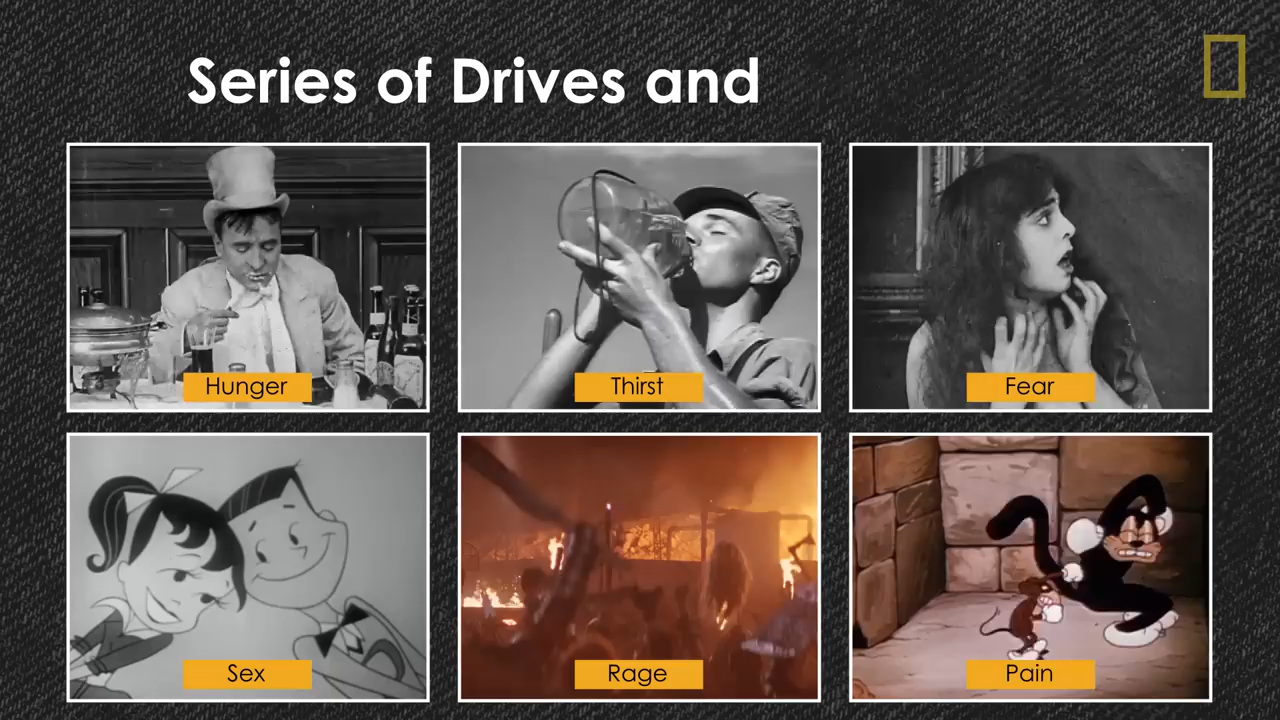 Series of Drives and
Hunger
Thirst
Fear
Sex
Rage
Pain